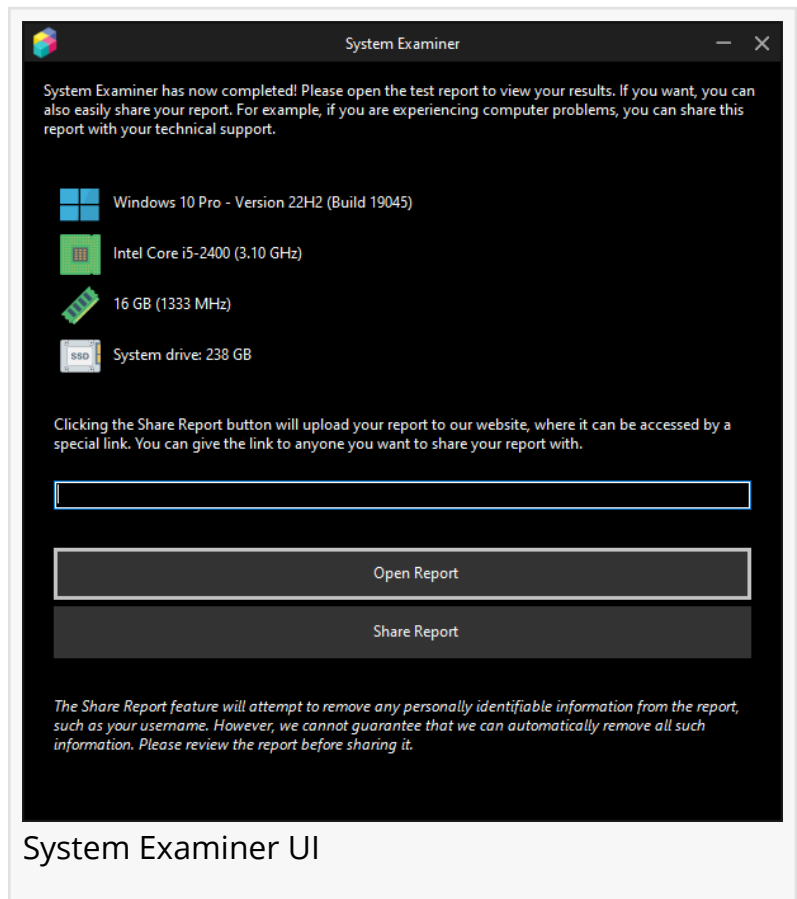 System Examiner
System Examiner has now completed! Please open the test report to view your results. If you want, you can
also easily share your report. For example, if you are experiencing computer problems, you can share this
report with your technical support.
Windows 10 Pro - Version 22H2 (Build 19045)
Intel Core i5-2400 (3.10 GHz)
16 GB (1333 MHz)
SSD
System drive: 238 GB
Clicking the Share Report button will upload your report to our website, where it can be accessed by a
special link. You can give the link to anyone you want to share your report with.
Open Report
Share Report
The Share Report feature will attempt to remove any personally identifiable information from the report,
such as your username. However, we cannot guarantee that we can automatically remove all such
information. Please review the report before sharing it.
System Examiner UI